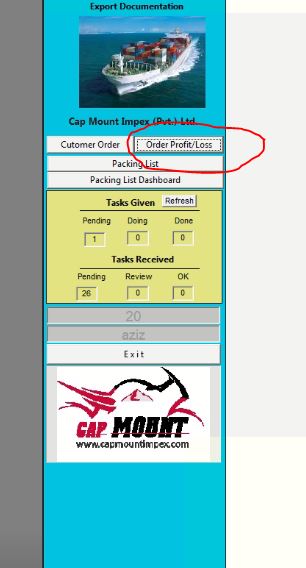 Export Documentation
Cap Mount Impex (Pvt.) Ltd.
Cutomer Order
Order Profit/Loss
Packing List
Packing List Dashboard
Tasks Given Refresh
Pending Doing Done
1 0 0
Tasks Received
Pending Review OK
26 0 0
20
aziz
Exit
CAP MOUNT
www.capmountimpex.com